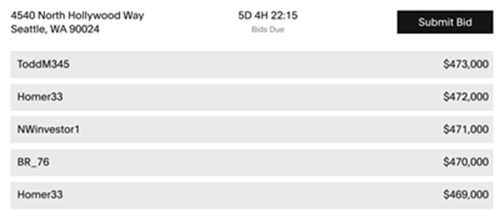 4540 North Hollywood Way
Seattle, WA 90024
5D 4H 22:15
Bids Due
Submit Bid
ToddM345 $473,000
Homer33 $472,000
NWinvestor1 $471,000
BR_76 $470,000
Homer33 $469,000